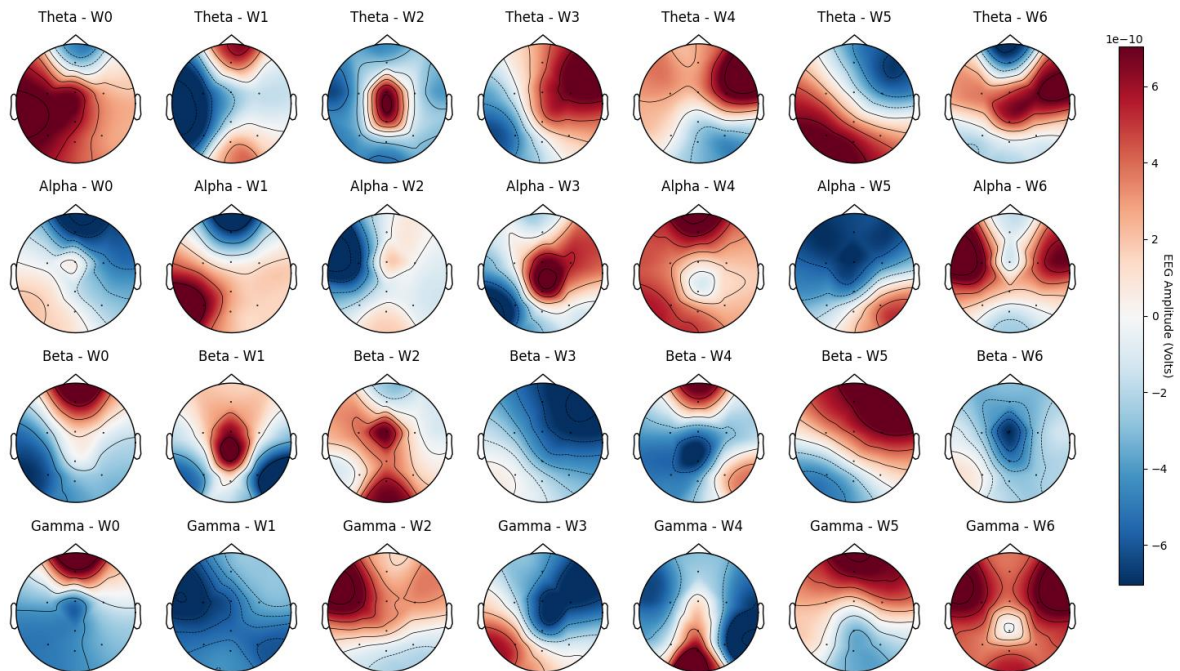 Theta - W0 Theta - W1 Theta - W2 Theta - W3 Theta - W4 Theta - W5 Theta - W6
1e−10
Alpha - W0 Alpha - W1 Alpha - W2 Alpha - W3 Alpha - W4 Alpha - W5 Alpha - W6
Beta - W0 Beta - W1 Beta - W2 Beta - W3 Beta - W4 Beta - W5 Beta - W6
Gamma - W0 Gamma - W1 Gamma - W2 Gamma - W3 Gamma - W4 Gamma - W5 Gamma - W6
6
4
2
0
−2
−4
−6
EEG Amplitude (Volts)